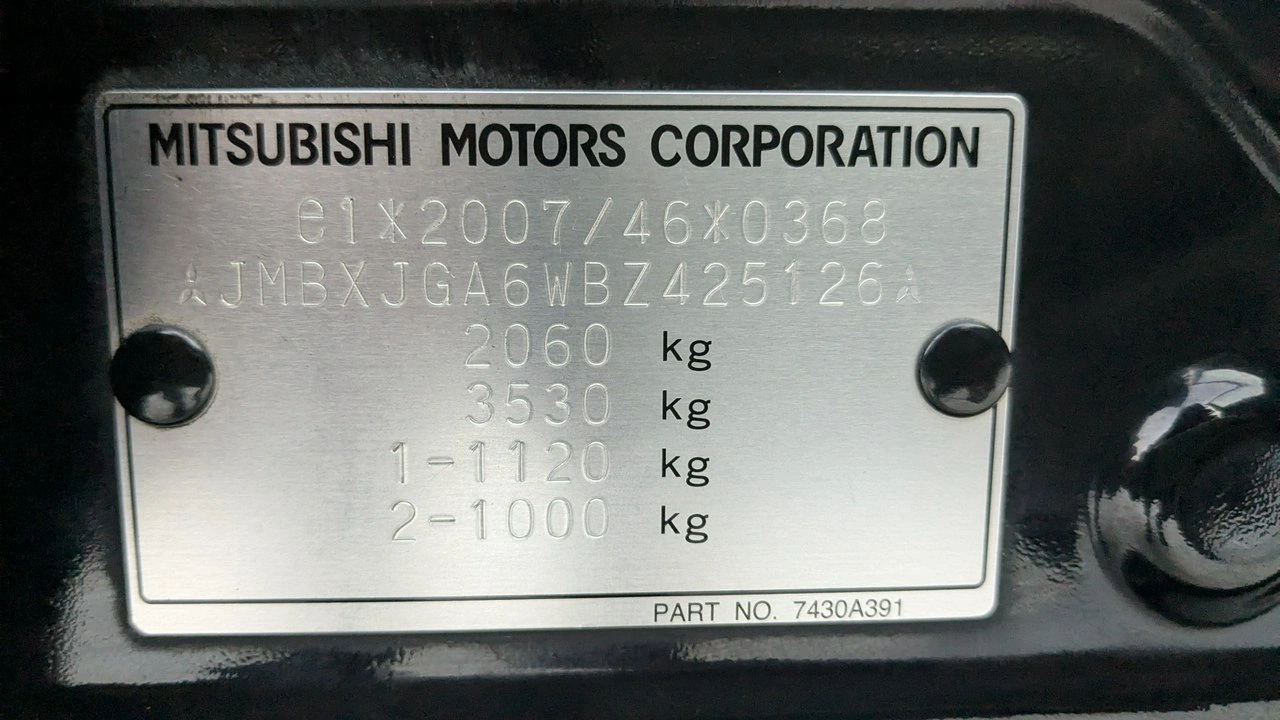 MITSUBISHI MOTORS CORPORATION
e1*2007/46*0368
JMBXJGA6WBZ425126
2060 kg
3530 kg
1-1120 kg
2-1000 kg
PART NO. 7430A391